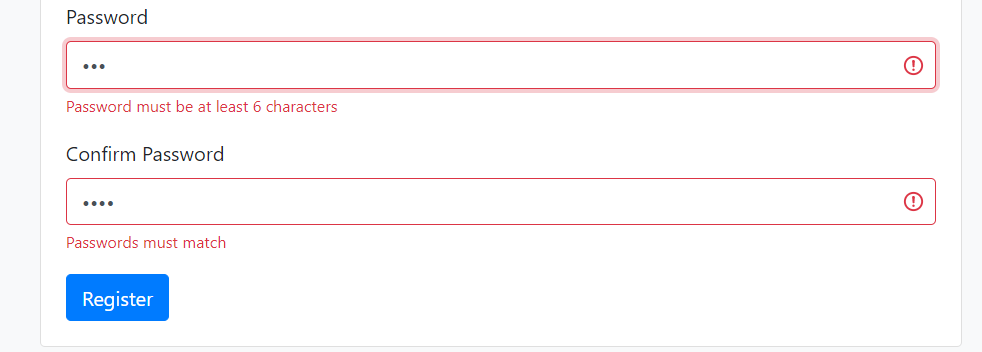 Password
•••
Password must be at least 6 characters
Confirm Password
••••
Passwords must match
Register